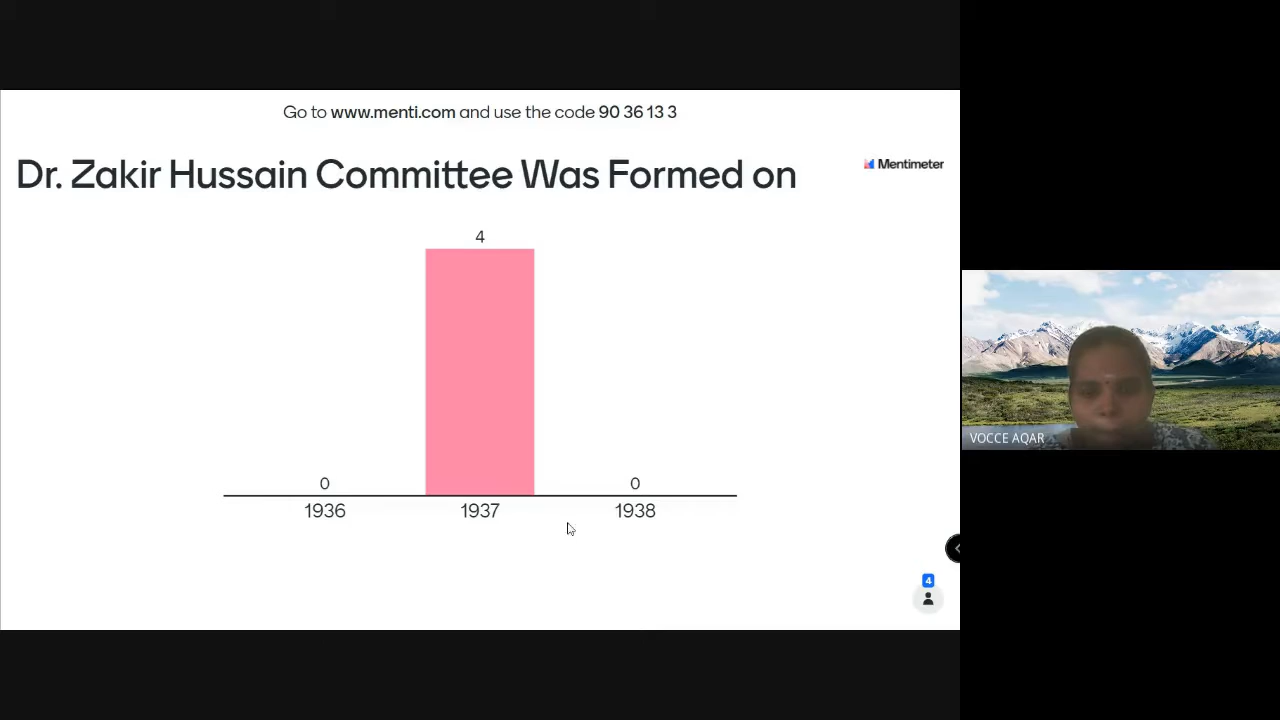 Go to www.menti.com and use the code 90 36 13 3
Dr. Zakir Hussain Committee Was Formed on
Mentimeter
4
0
0
1936
1937
1938
VOCCE AQAR
4